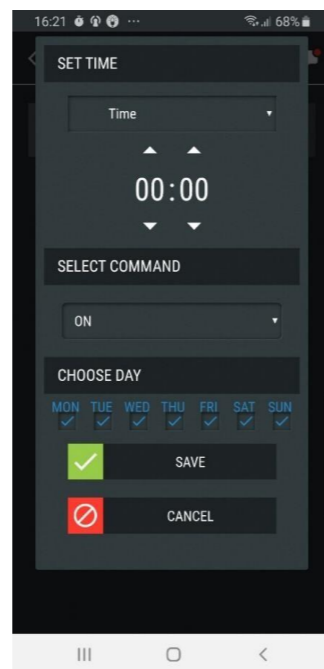 16:21 ... 68%
SET TIME
Time
00:00
SELECT COMMAND
ON
CHOOSE DAY
MON TUE WED THU FRI SAT SUN
SAVE
CANCEL